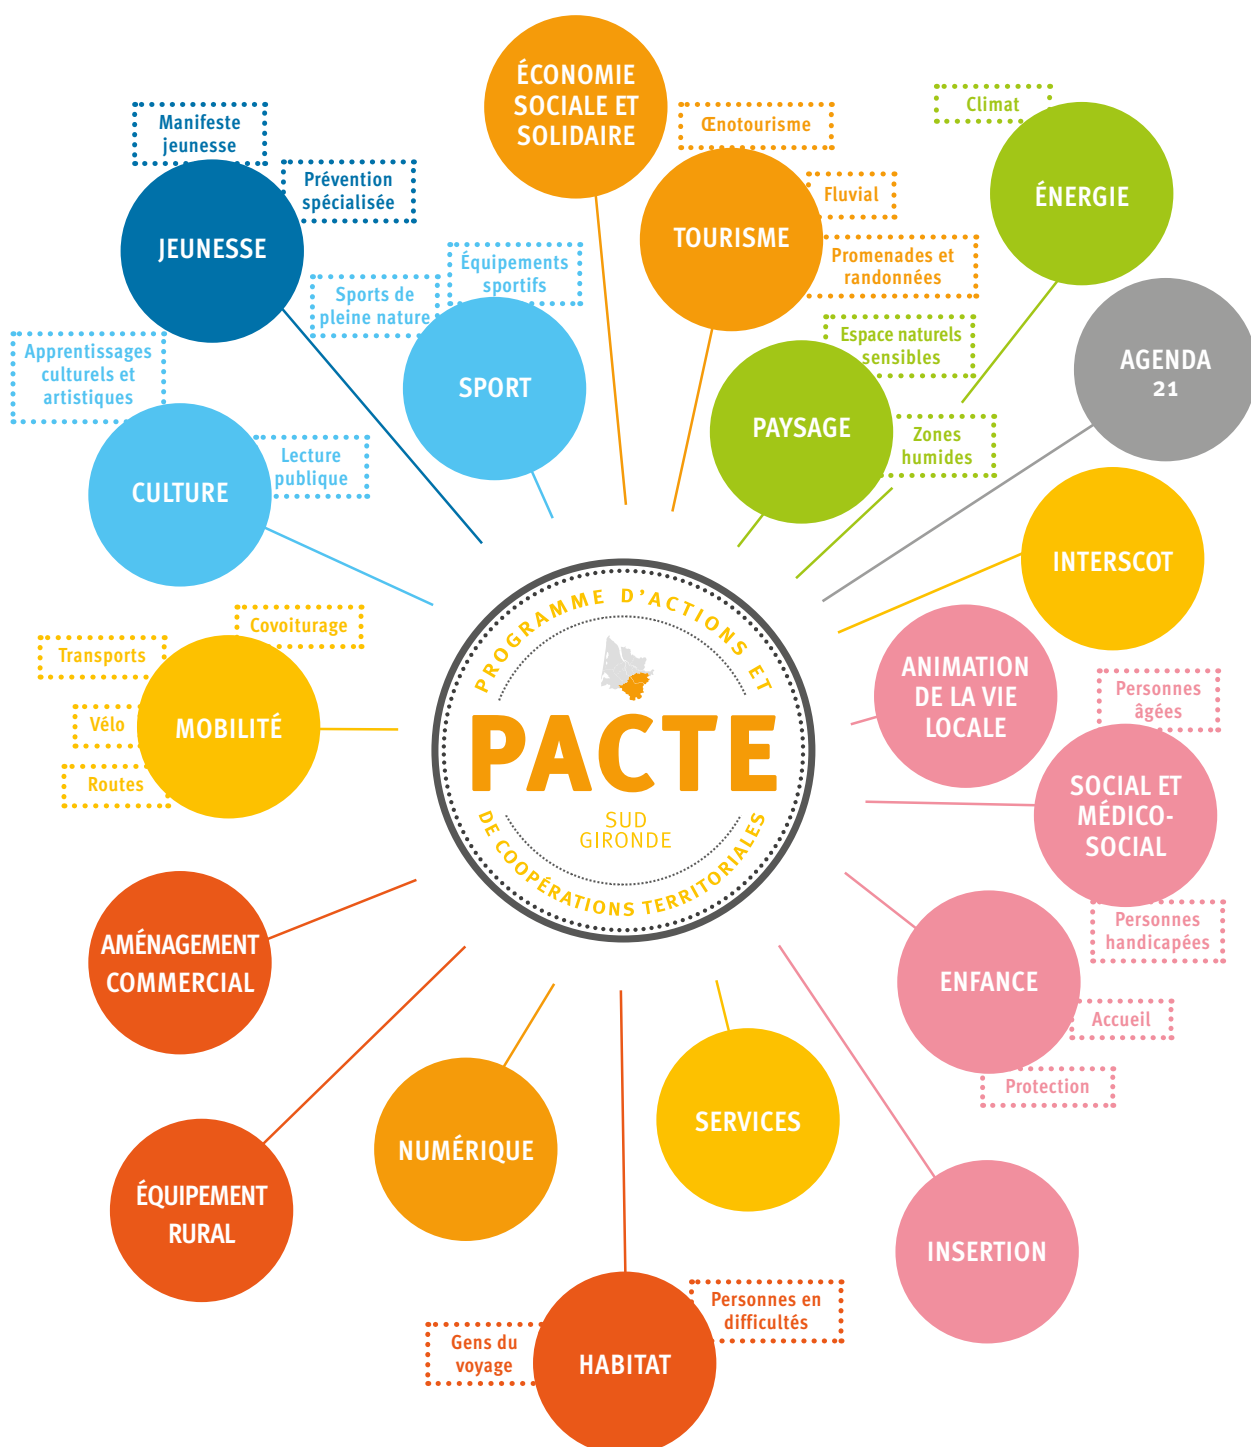 ÉCONOMIE
SOCIALE ET
SOLIDAIRE
Manifeste
jeunesse
Prévention
spécialisée
JEUNESSE
Œnotourisme
Fluvial
Promenades et
randonnées
TOURISME
Climat
ÉNERGIE
Équipements
sportifs
Sports de
pleine nature
SPORT
Espace naturels
sensibles
Zones
humides
PAYSAGE
AGENDA
21
Apprentissages
culturels et
artistiques
Lecture
publique
CULTURE
INTERSCOT
Covoiturage
Transports
Vélo
Routes
MOBILITÉ
PROGRAMME D'ACTIONS ET
PACTE
SUD
GIRONDE
DE COOPÉRATIONS TERRITORIALES
ANIMATION
DE LA VIE
LOCALE
Personnes
âgées
SOCIAL ET
MÉDICO-
SOCIAL
Personnes
handicapées
ENFANCE
Accueil
Protection
AMÉNAGEMENT
COMMERCIAL
ÉQUIPEMENT
RURAL
NUMÉRIQUE
SERVICES
INSERTION
Personnes en
difficultés
Gens du
voyage
HABITAT